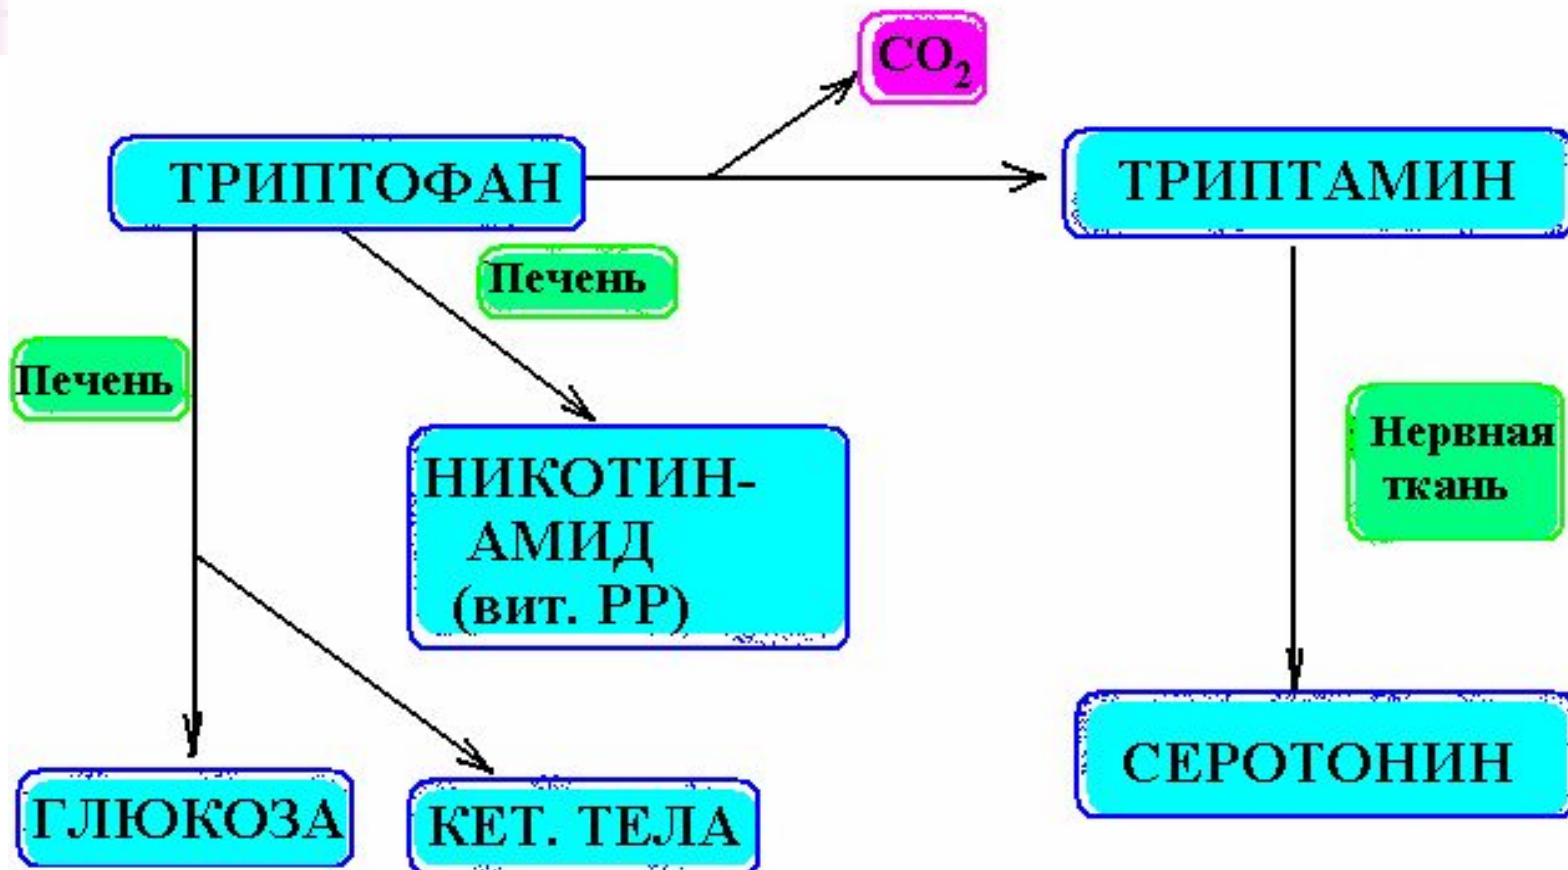 CO2
ТРИПТОФАН
ТРИПТАМИН
Печень
Печень
НИКОТИН-
АМИД
(вит. РР)
Нервная
ткань
СЕРОТОНИН
ГЛЮКОЗА
КЕТ. ТЕЛА